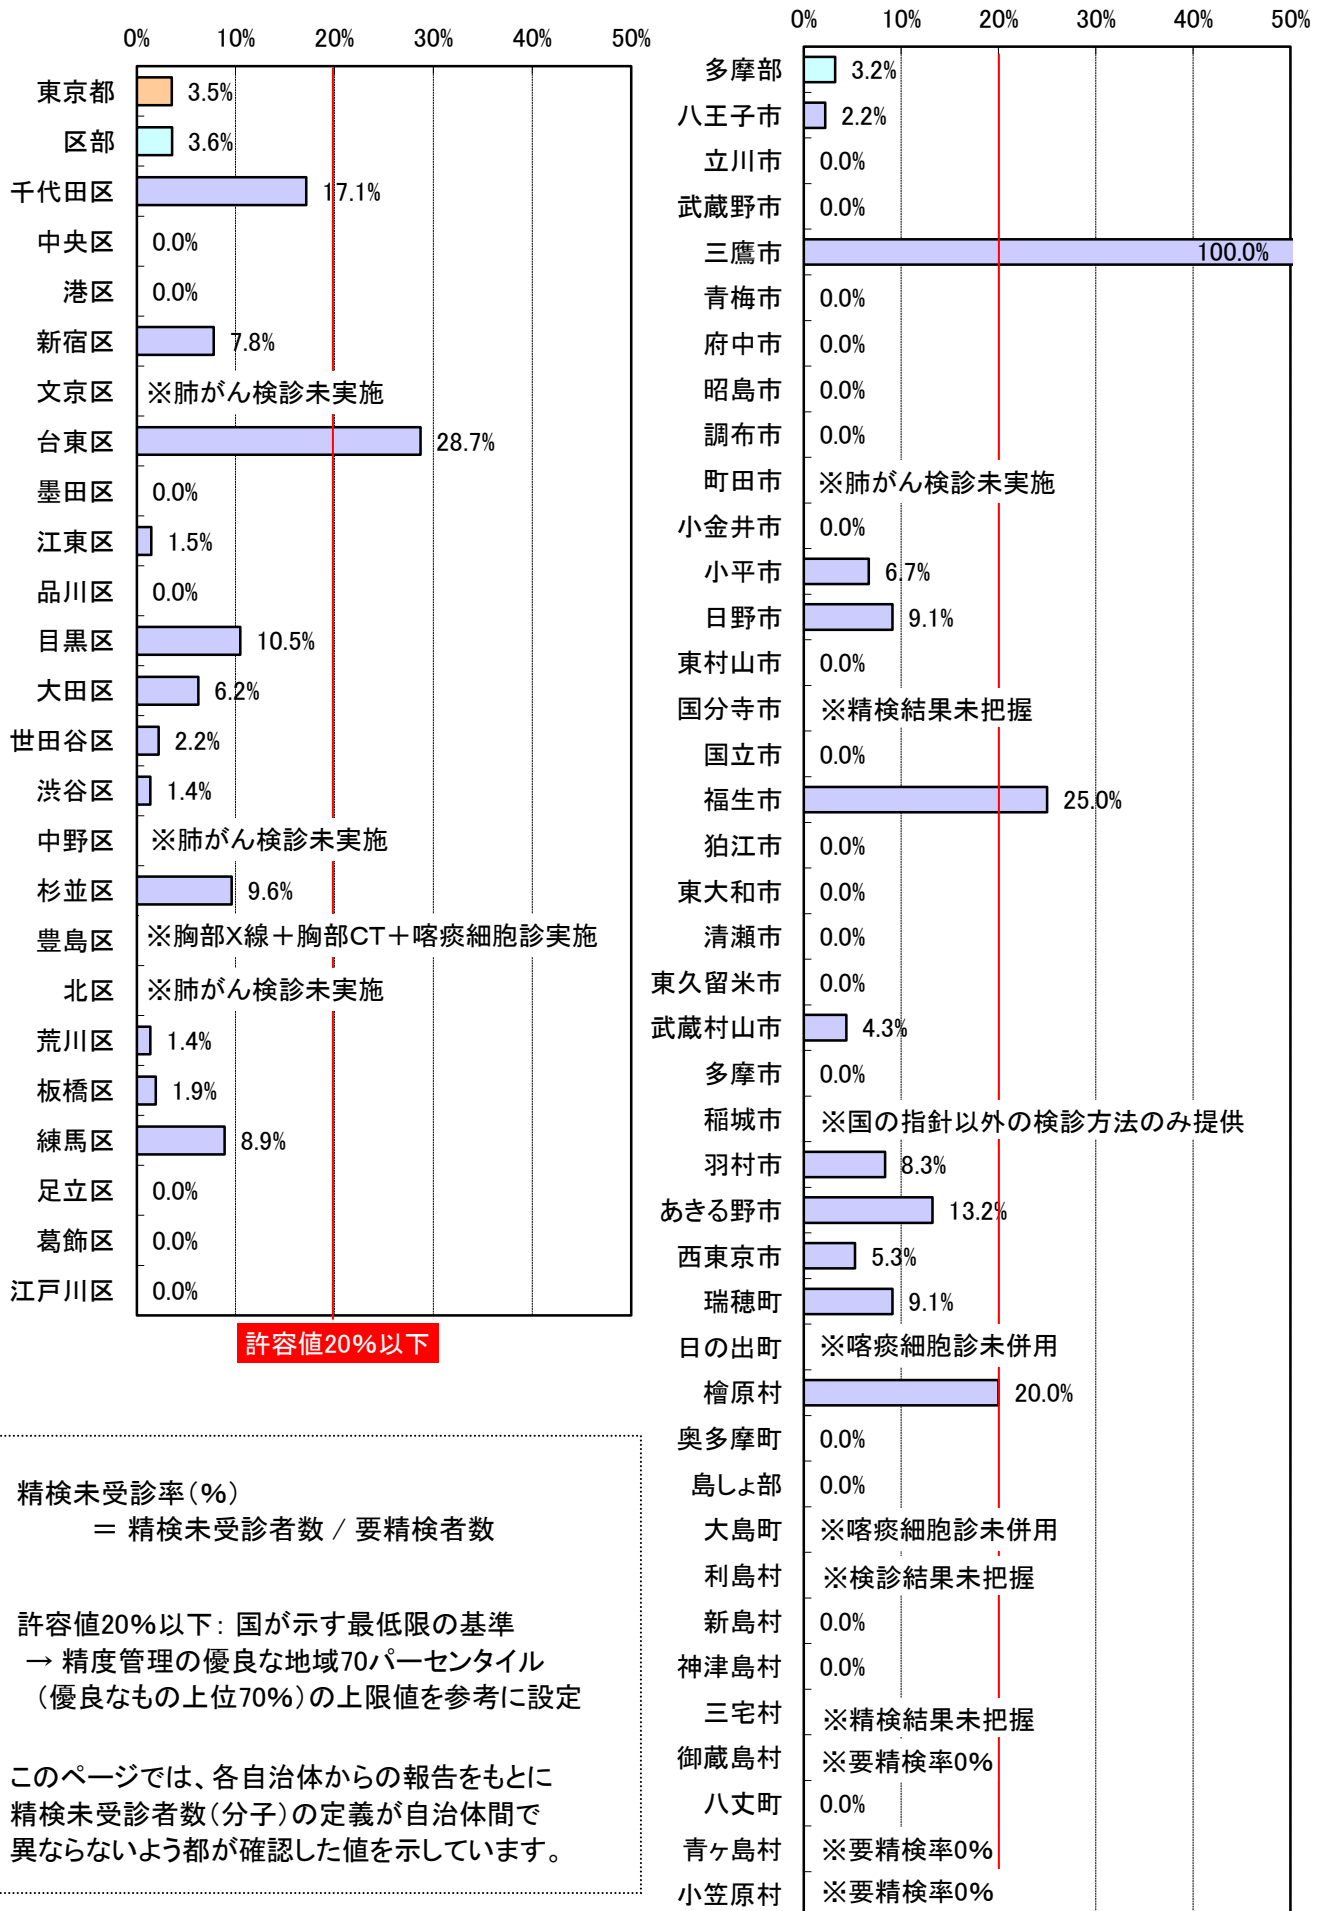 0% 10% 20% 30% 40% 50%
東京都 3.5%
区部 3.6%
千代田区 17.1%
中央区 0.0%
港区 0.0%
新宿区 7.8%
文京区 ※肺がん検診未実施
台東区 28.7%
墨田区 0.0%
江東区 1.5%
品川区 0.0%
目黒区 10.5%
大田区 6.2%
世田谷区 2.2%
渋谷区 1.4%
中野区 ※肺がん検診未実施
杉並区 9.6%
豊島区 ※胸部X線＋胸部CT＋喀痰細胞診実施
北区 ※肺がん検診未実施
荒川区 1.4%
板橋区 1.9%
練馬区 8.9%
足立区 0.0%
葛飾区 0.0%
江戸川区 0.0%
許容値20%以下
精検未受診率（%）
＝ 精検未受診者数 / 要精検者数
許容値20%以下：国が示す最低限の基準
→ 精度管理の優良な地域70パーセンタイル
（優良なもの上位70%）の上限値を参考に設定
このページでは、各自治体からの報告をもとに
精検未受診者数（分子）の定義が自治体間で
異ならないよう都が確認した値を示しています。
0% 10% 20% 30% 40% 50%
多摩部 3.2%
八王子市 2.2%
立川市 0.0%
武蔵野市 0.0%
三鷹市 100.0%
青梅市 0.0%
府中市 0.0%
昭島市 0.0%
調布市 0.0%
町田市 ※肺がん検診未実施
小金井市 0.0%
小平市 6.7%
日野市 9.1%
東村山市 0.0%
国分寺市 ※精検結果未把握
国立市 0.0%
福生市 25.0%
狛江市 0.0%
東大和市 0.0%
清瀬市 0.0%
東久留米市 0.0%
武蔵村山市 4.3%
多摩市 0.0%
稲城市 ※国の指針以外の検診方法のみ提供
羽村市 8.3%
あきる野市 13.2%
西東京市 5.3%
瑞穂町 9.1%
日の出町 ※喀痰細胞診未併用
檜原村 20.0%
奥多摩町 0.0%
島しょ部 0.0%
大島町 ※喀痰細胞診未併用
利島村 ※検診結果未把握
新島村 0.0%
神津島村 0.0%
三宅村 ※精検結果未把握
御蔵島村 ※要精検率0%
八丈町 0.0%
青ヶ島村 ※要精検率0%
小笠原村 ※要精検率0%